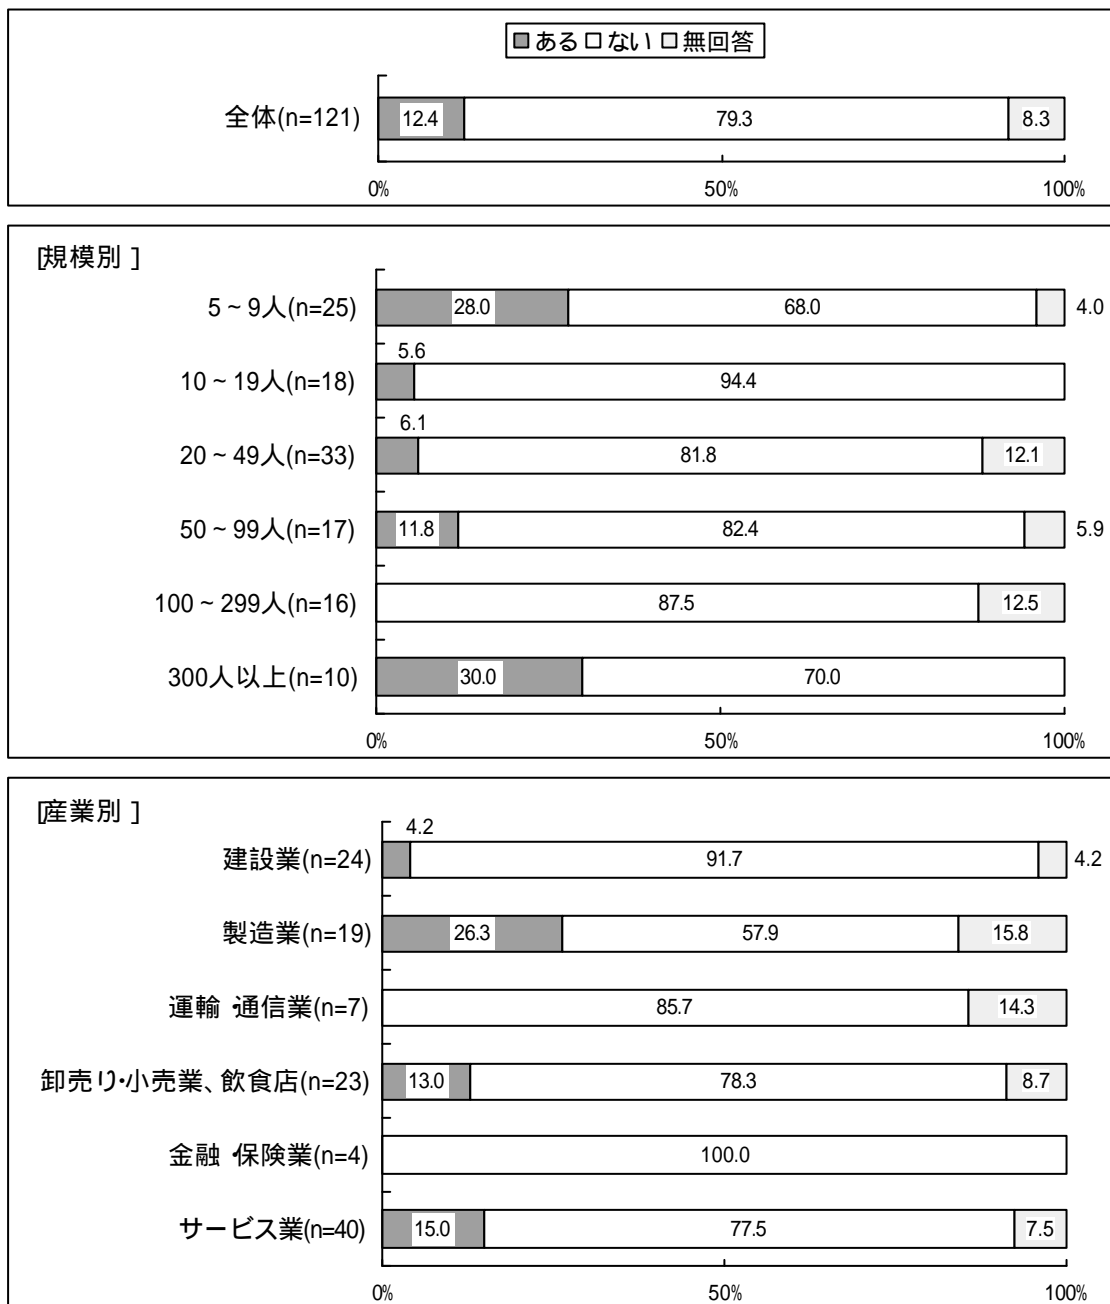 ■ある □ない □無回答
全体(n=121) 12.4 79.3 8.3
0% 50% 100%
[規模別]
5~9人(n=25) 28.0 68.0 4.0
5.6
10~19人(n=18) 94.4
6.1
20~49人(n=33) 81.8 12.1
50~99人(n=17) 11.8 82.4 5.9
100~299人(n=16) 87.5 12.5
300人以上(n=10) 30.0 70.0
0% 50% 100%
[産業別]
4.2
建設業(n=24) 91.7 4.2
製造業(n=19) 26.3 57.9 15.8
運輸・通信業(n=7) 85.7 14.3
卸売り・小売業、飲食店(n=23) 13.0 78.3 8.7
金融・保険業(n=4) 100.0
サービス業(n=40) 15.0 77.5 7.5
0% 50% 100%